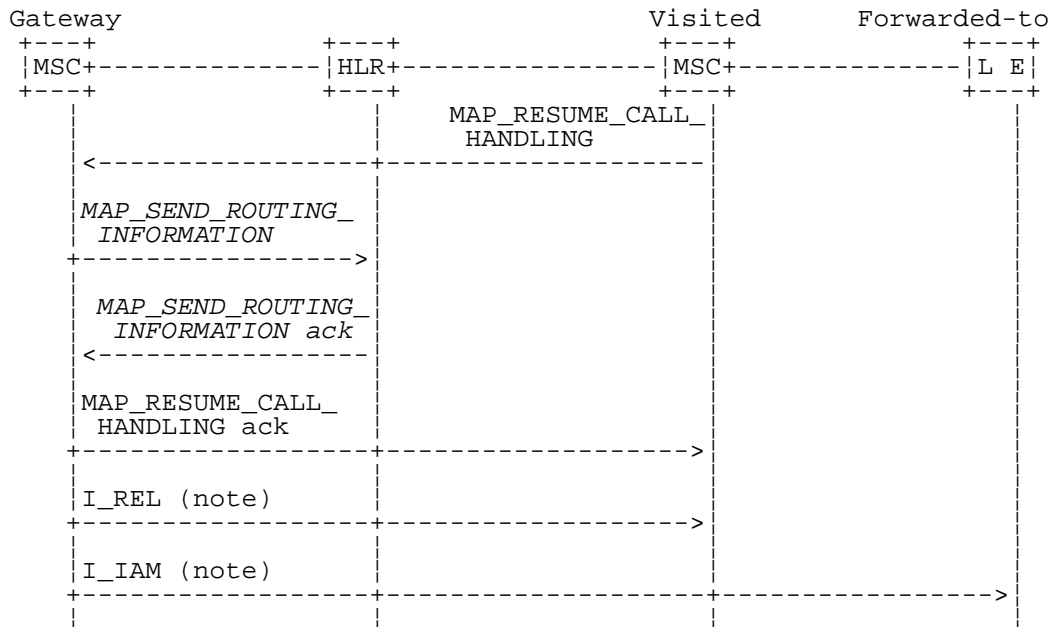 Gateway Visited Forwarded-to
MSC HLR MSC L E
MAP_RESUME_CALL_
HANDLING
MAP_SEND_ROUTING_
INFORMATION
MAP_SEND_ROUTING_
INFORMATION ack
MAP_RESUME_CALL_
HANDLING ack
I_REL (note)
I_IAM (note)